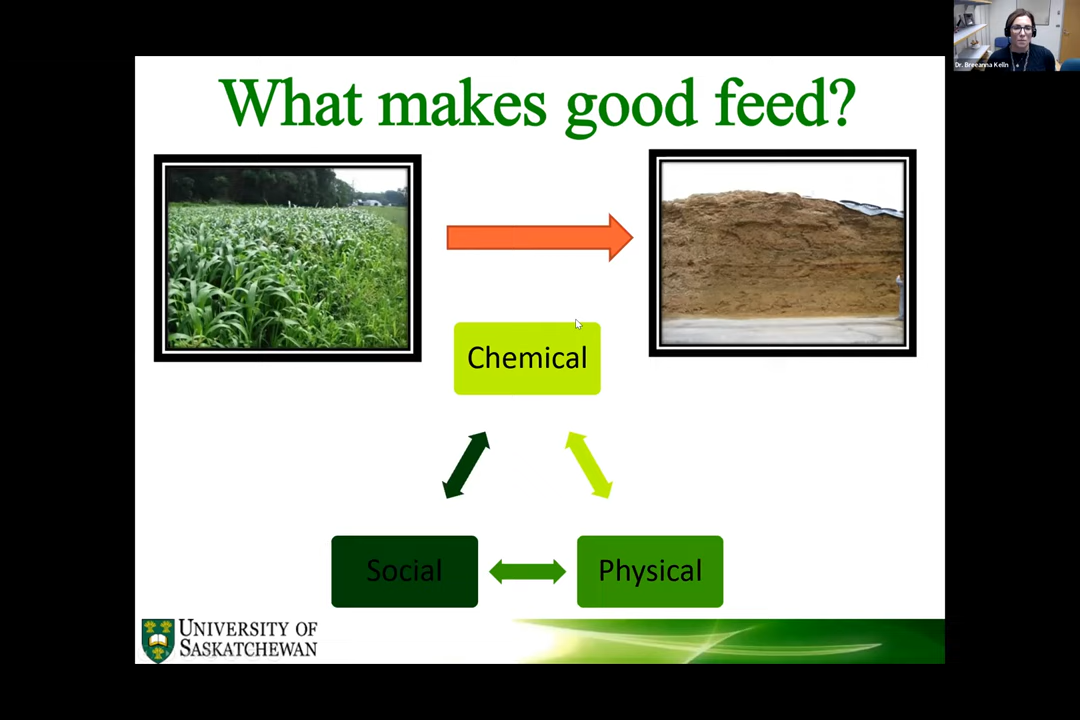 Dr. Breeanna Kelln
What makes good feed?
Chemical
Social
Physical
UNIVERSITY OF
SASKATCHEWAN